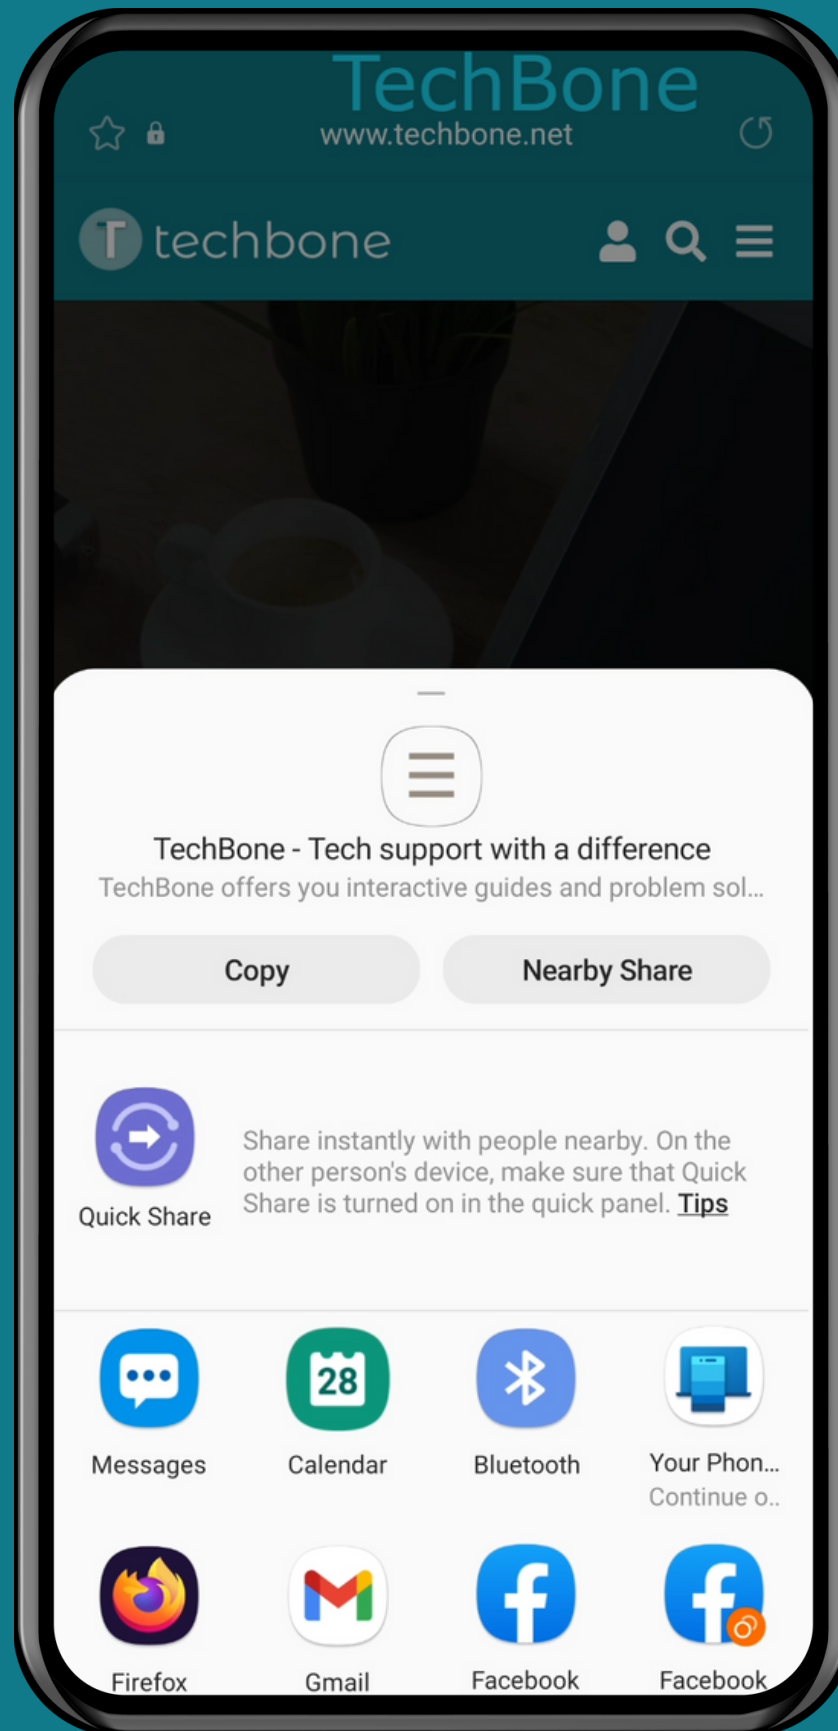 TechBone
www.techbone.net
T techbone
TechBone - Tech support with a difference
TechBone offers you interactive guides and problem sol...
Copy
Nearby Share
Share instantly with people nearby. On the
other person's device, make sure that Quick
Share is turned on in the quick panel. Tips
Quick Share
28
Messages
Calendar
Bluetooth
Your Phon...
Continue o..
Firefox
Gmail
Facebook
Facebook